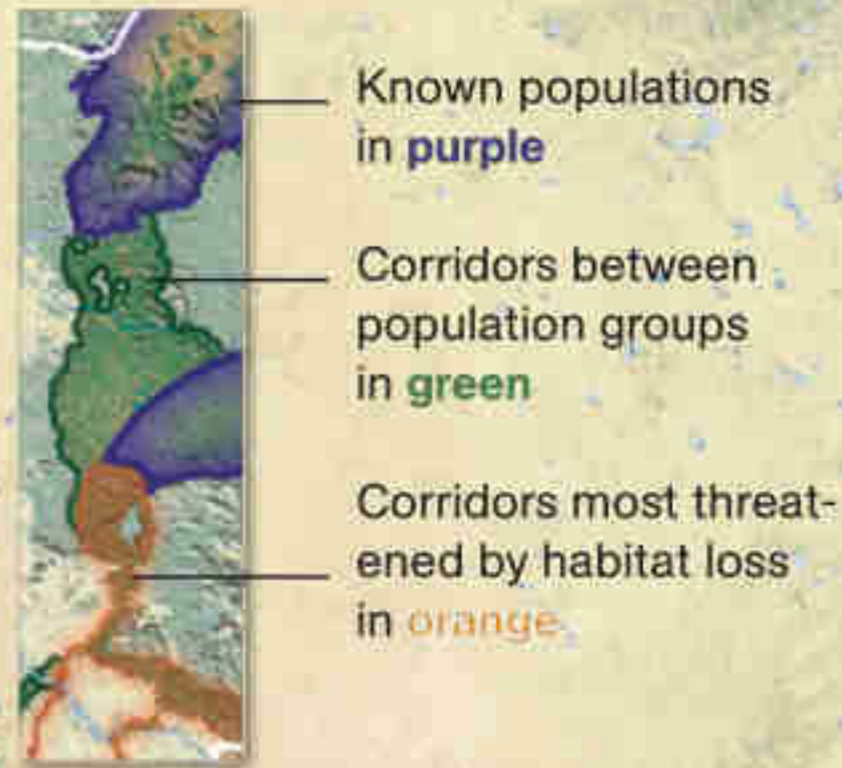 Known populations
in purple
Corridors between
population groups
in green
Corridors most threat-
ened by habitat loss
in orange